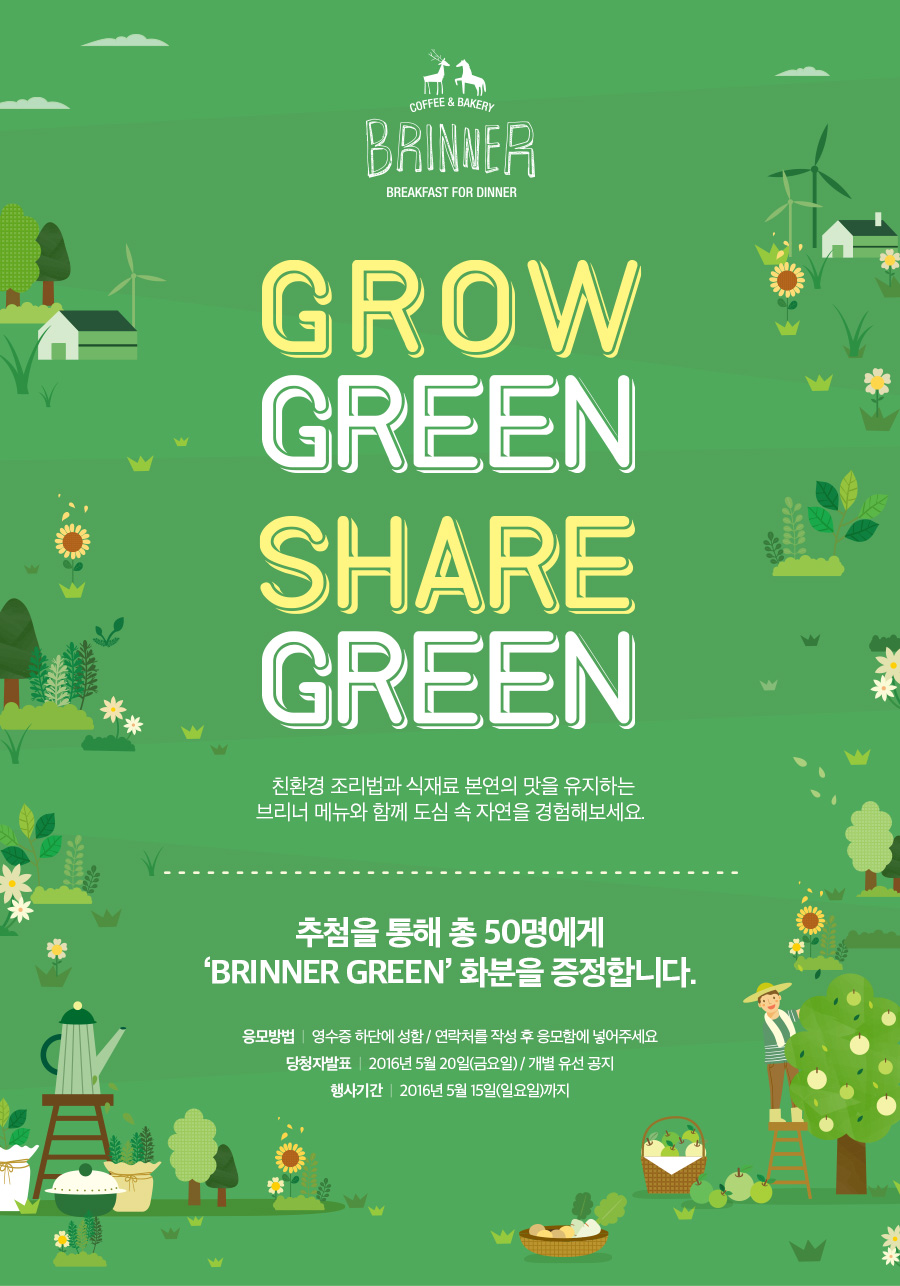 COFFEE & BAKERY
BRINNER
BREAKFAST FOR DINNER
GROW
GREEN
SHARE
GREEN
친환경 조리법과 식재료 본연의 맛을 유지하는
브리너 메뉴와 함께 도심 속 자연을 경험해보세요.
추첨을 통해 총 50명에게
‘BRINNER GREEN’ 화분을 증정합니다.
응모방법 | 영수증 하단에 성함 / 연락처를 작성 후 응모함에 넣어주세요
당청자발표 | 2016년 5월 20일(금요일) / 개별 유선 공지
행사기간 | 2016년 5월 15일(일요일)까지